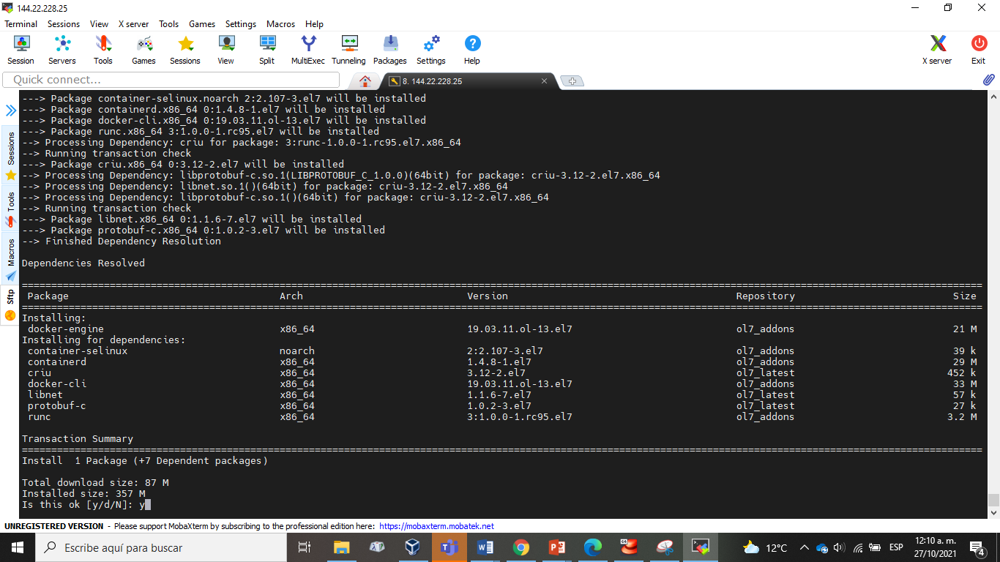 144.22.228.25
Terminal Sessions View X server Tools Games Settings Macros Help
Session Servers Tools Games Sessions View Split MultiExec Tunneling Packages Settings Help X server Exit
Quick connect... 8. 144.22.228.25
Sessions
Tools
Macros
Sftp
---> Package container-selinux.noarch 2:2.107-3.el7 will be installed
---> Package containerd.x86_64 0:1.4.8-1.el7 will be installed
---> Package docker-cli.x86_64 0:19.03.11.ol-13.el7 will be installed
---> Package runc.x86_64 3:1.0.0-1.rc95.el7 will be installed
--> Processing Dependency: criu for package: 3:runc-1.0.0-1.rc95.el7.x86_64
--> Running transaction check
---> Package criu.x86_64 0:3.12-2.el7 will be installed
--> Processing Dependency: libprotobuf-c.so.1(LIBPROTOBUF_C_1.0.0)(64bit) for package: criu-3.12-2.el7.x86_64
--> Processing Dependency: libnet.so.1()(64bit) for package: criu-3.12-2.el7.x86_64
--> Processing Dependency: libprotobuf-c.so.1()(64bit) for package: criu-3.12-2.el7.x86_64
--> Running transaction check
---> Package libnet.x86_64 0:1.1.6-7.el7 will be installed
---> Package protobuf-c.x86_64 0:1.0.2-3.el7 will be installed
--> Finished Dependency Resolution
Dependencies Resolved
Package Arch Version Repository Size
Installing:
docker-engine x86_64 19.03.11.ol-13.el7 ol7_addons 21 M
Installing for dependencies:
container-selinux noarch 2:2.107-3.el7 ol7_addons 39 k
containerd x86_64 1.4.8-1.el7 ol7_addons 29 M
criu x86_64 3.12-2.el7 ol7_latest 452 k
docker-cli x86_64 19.03.11.ol-13.el7 ol7_addons 33 M
libnet x86_64 1.1.6-7.el7 ol7_latest 57 k
protobuf-c x86_64 1.0.2-3.el7 ol7_latest 27 k
runc x86_64 3:1.0.0-1.rc95.el7 ol7_addons 3.2 M
Transaction Summary
Install 1 Package (+7 Dependent packages)
Total download size: 87 M
Installed size: 357 M
Is this ok [y/d/N]: y
UNREGISTERED VERSION - Please support MobaXterm by subscribing to the professional edition here: https://mobaxterm.mobatek.net
Escribe aquí para buscar 12°C ESP 12:10 a. m.
27/10/2021 4